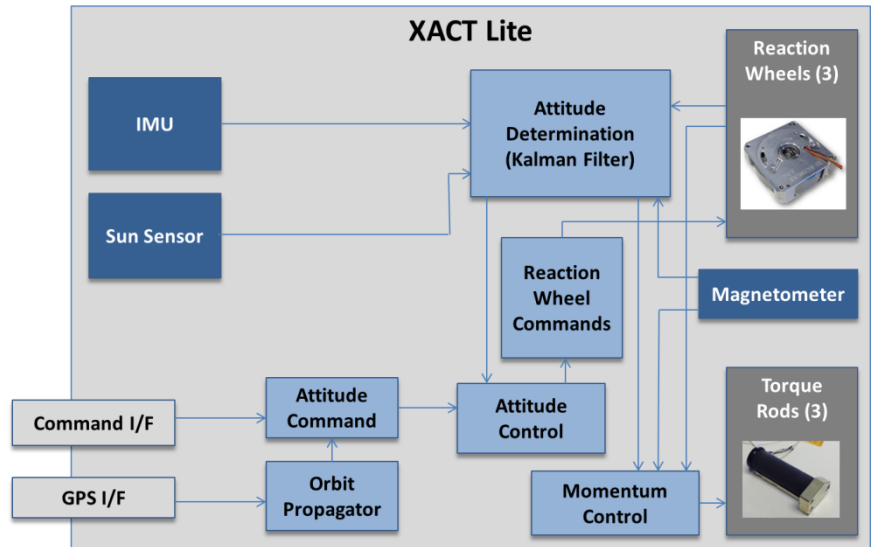 XACT Lite
Reaction
Wheels (3)
IMU
Attitude
Determination
(Kalman Filter)
Sun Sensor
Reaction
Wheel
Commands
Magnetometer
Command I/F
Attitude
Command
Attitude
Control
Torque
Rods (3)
GPS I/F
Orbit
Propagator
Momentum
Control